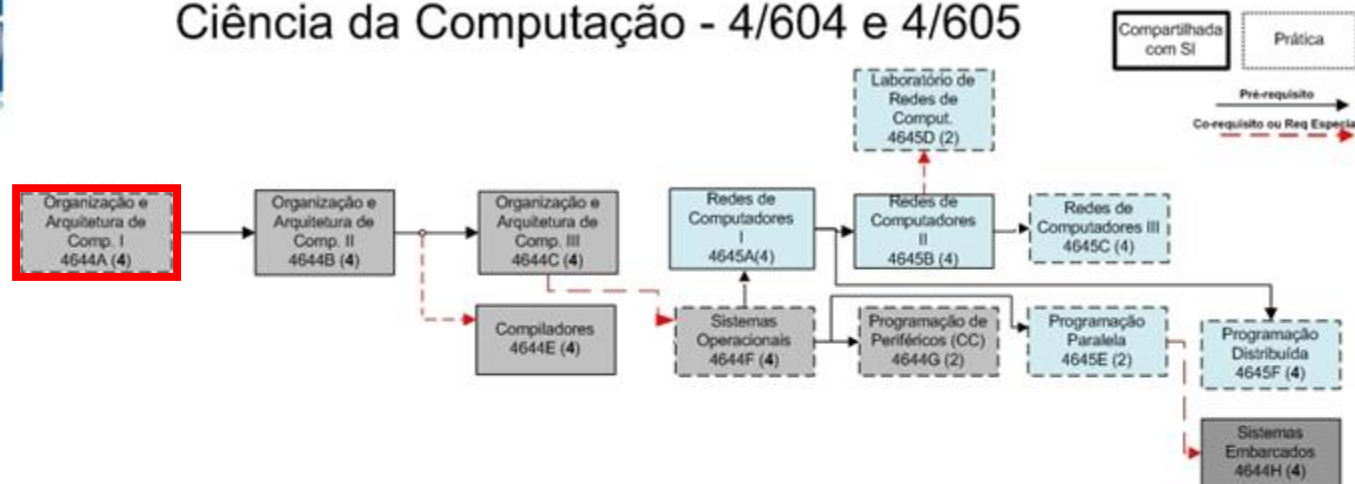 Ciência da Computação - 4/604 e 4/605
Compartilhada
com SI
Prática
Pré-requisito
Co-requisito ou Req Especia
Laboratório de
Redes de
Comput.
4645D (2)
Organização e
Arquitetura de
Comp. I
4644A (4)
Organização e
Arquitetura de
Comp. II
4644B (4)
Organização e
Arquitetura de
Comp. III
4644C (4)
Redes de
Computadores
I
4645A(4)
Redes de
Computadores
II
4645B (4)
Redes de
Computadores III
4645C (4)
Compiladores
4644E (4)
Sistemas
Operacionais
4644F (4)
Programação de
Periféricos (CC)
4644G (2)
Programação
Paralela
4645E (2)
Programação
Distribuída
4645F (4)
Sistemas
Embarcados
4644H (4)